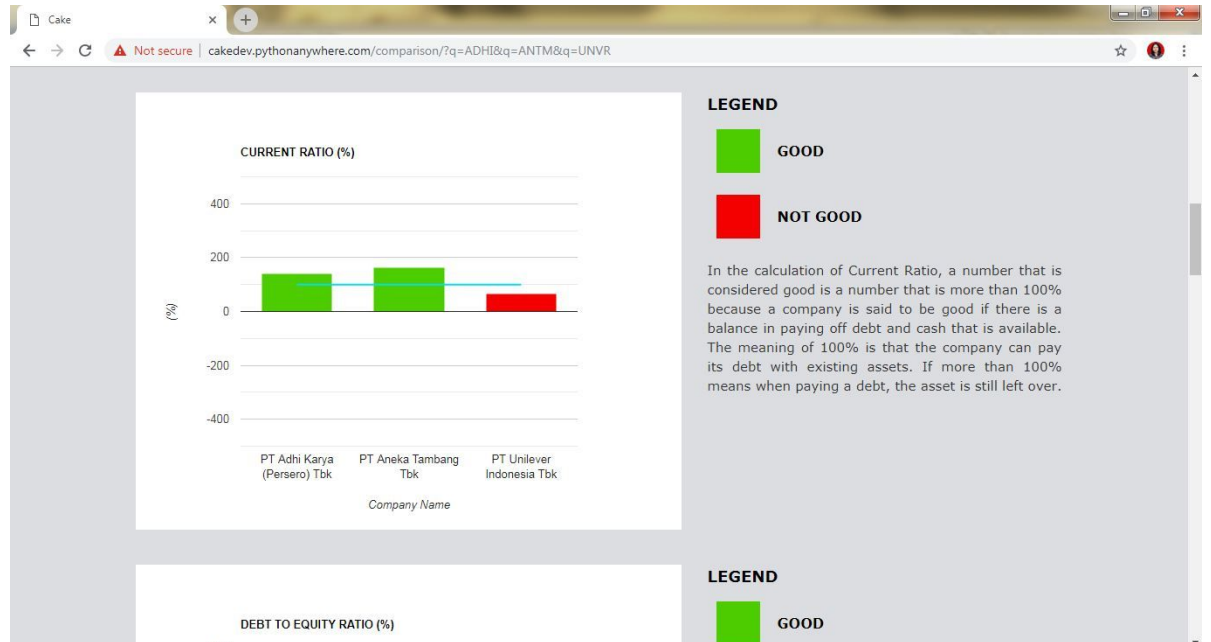 Cake
Not secure | cakedev.pythonanywhere.com/comparison/?q=ADHI&q=ANTM&q=UNVR
CURRENT RATIO (%)
400
200
0
-200
-400
(%)
PT Adhi Karya
(Persero) Tbk
PT Aneka Tambang
Tbk
PT Unilever
Indonesia Tbk
Company Name
LEGEND
GOOD
NOT GOOD
In the calculation of Current Ratio, a number that is
considered good is a number that is more than 100%
because a company is said to be good if there is a
balance in paying off debt and cash that is available.
The meaning of 100% is that the company can pay
its debt with existing assets. If more than 100%
means when paying a debt, the asset is still left over.
DEBT TO EQUITY RATIO (%)
LEGEND
GOOD